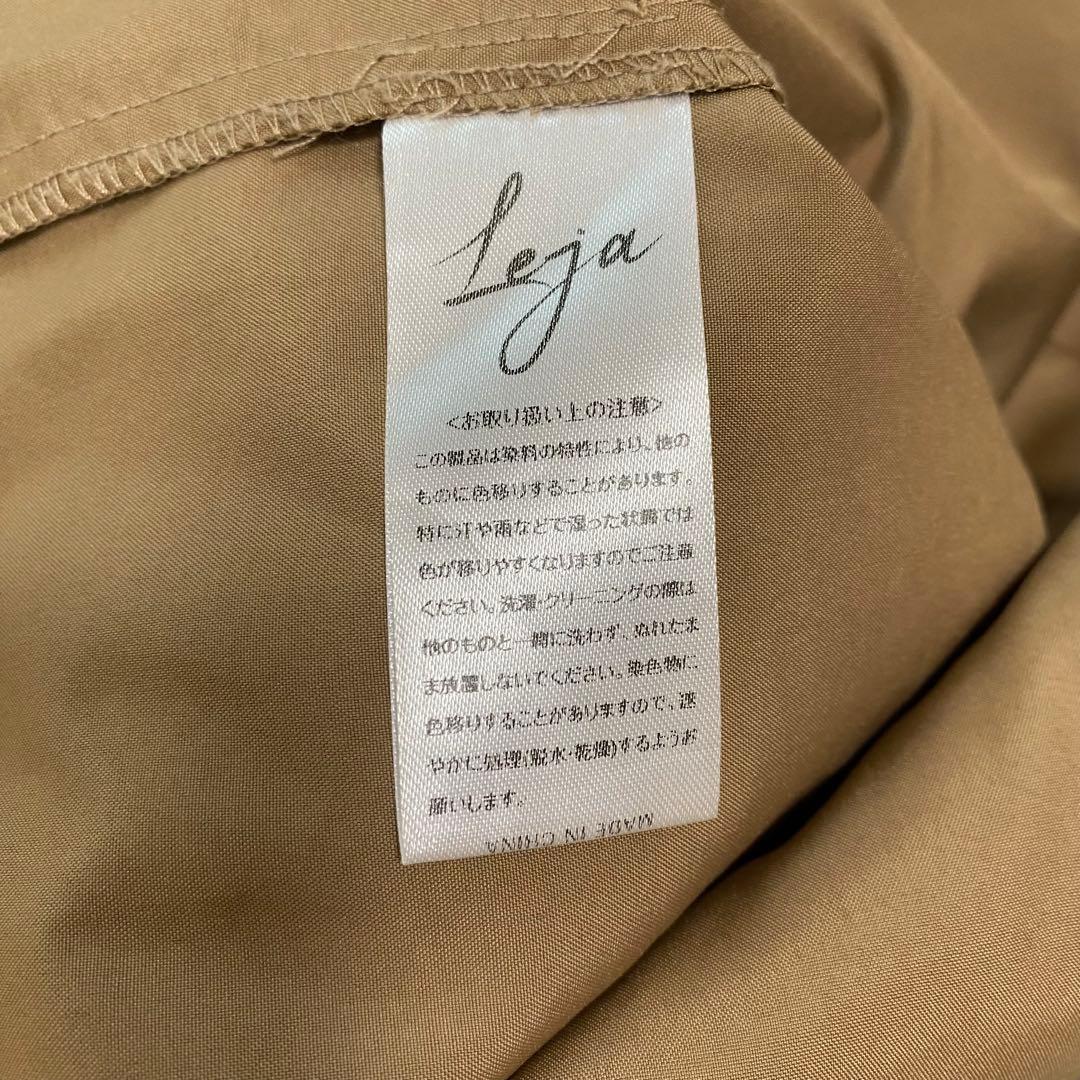 Leja
<お取り扱い上の注意>
この製品は染料の特性により、他の
ものに色移りすることがあります。
特に汗や雨などで湿った状態では
色が移りやすくなりますのでご注意
ください。洗濯・クリーニングの際は
他のものと一緒に洗わず、ぬれたま
ま放置しないでください。染色物に
色移りすることがありますので、速
やかに処理(脱水・乾燥)するようお
願いします。
MADE IN CHINA